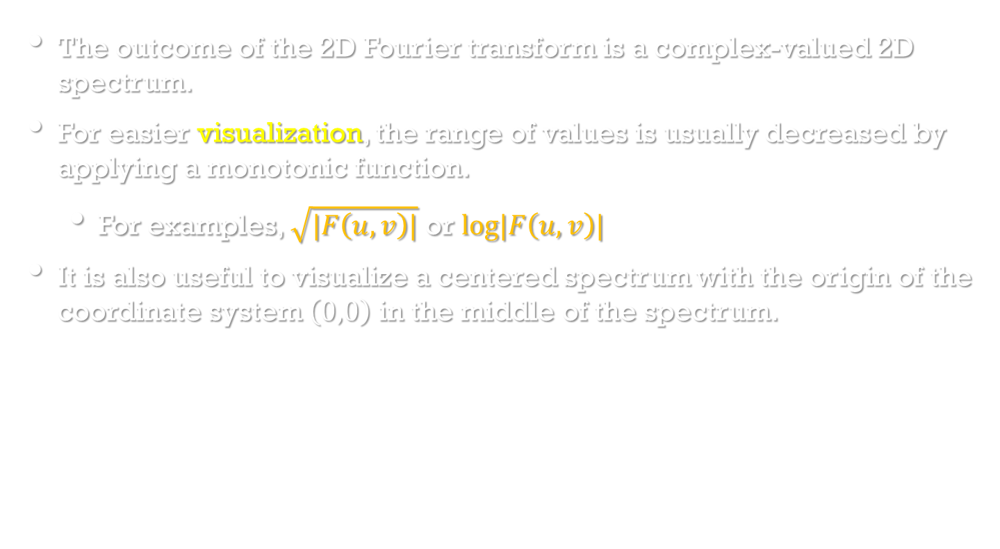 • The outcome of the 2D Fourier transform is a complex-valued 2D
spectrum.
• For easier visualization, the range of values is usually decreased by
applying a monotonic function.
• For examples, √|F(u, v)| or log|F(u, v)|
• It is also useful to visualize a centered spectrum with the origin of the
coordinate system (0,0) in the middle of the spectrum.